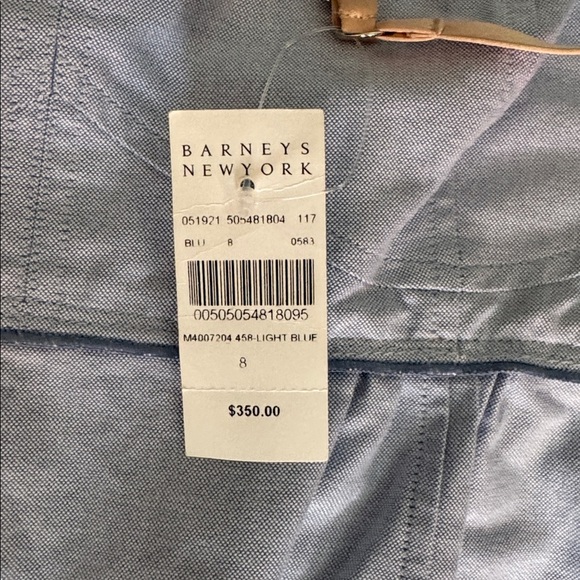 BARNEYS
NEWYORK
051921 505481804 117
BLU 8 0583
00505054818095
M4007204 458-LIGHT BLUE
8
$350.00